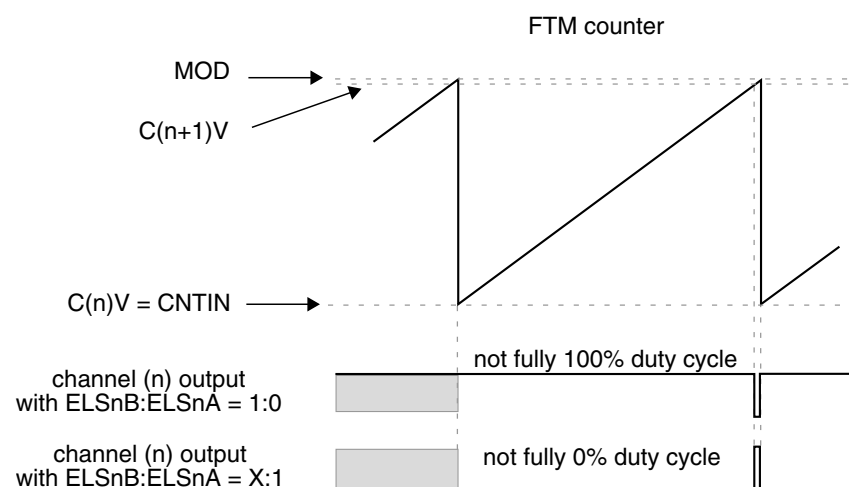 FTM counter
MOD
C(n+1)V
C(n)V = CNTIN
not fully 100% duty cycle
channel (n) output
with ELSnB:ELSnA = 1:0
channel (n) output
with ELSnB:ELSnA = X:1
not fully 0% duty cycle